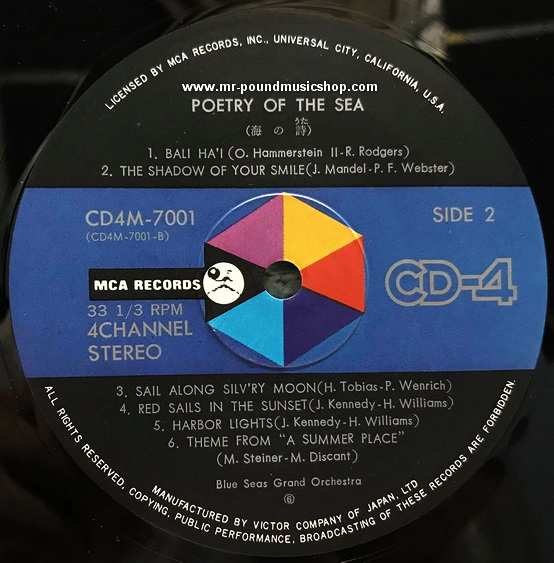 LICENSED BY MCA RECORDS, INC., UNIVERSAL CITY, CALIFORNIA, U.S.A.
www.mr-poundmusicshop.com
POETRY OF THE SEA
うた
(海の詩)
1. BALI HA'I (O. Hammerstein II-R. Rodgers)
2. THE SHADOW OF YOUR SMILE(J. Mandel-P. F. Webster)
CD4M-7001
(CD4M-7001-B)
SIDE 2
MCA RECORDS
CD-4
33 1/3 RPM
4CHANNEL
STEREO
3. SAIL ALONG SILV'RY MOON(H. Tobias-P. Wenrich)
4. RED SAILS IN THE SUNSET(J. Kennedy-H. Williams)
5. HARBOR LIGHTS(J. Kennedy-H. Williams)
6. THEME FROM "A SUMMER PLACE"
(M. Steiner-M. Discant)
Blue Seas Grand Orchestra
⑥
MANUFACTURED BY VICTOR COMPANY OF JAPAN, LTD
ALL RIGHTS RESERVED. COPYING, PUBLIC PERFORMANCE, BROADCASTING OF THESE RECORDS ARE FORBIDDEN.